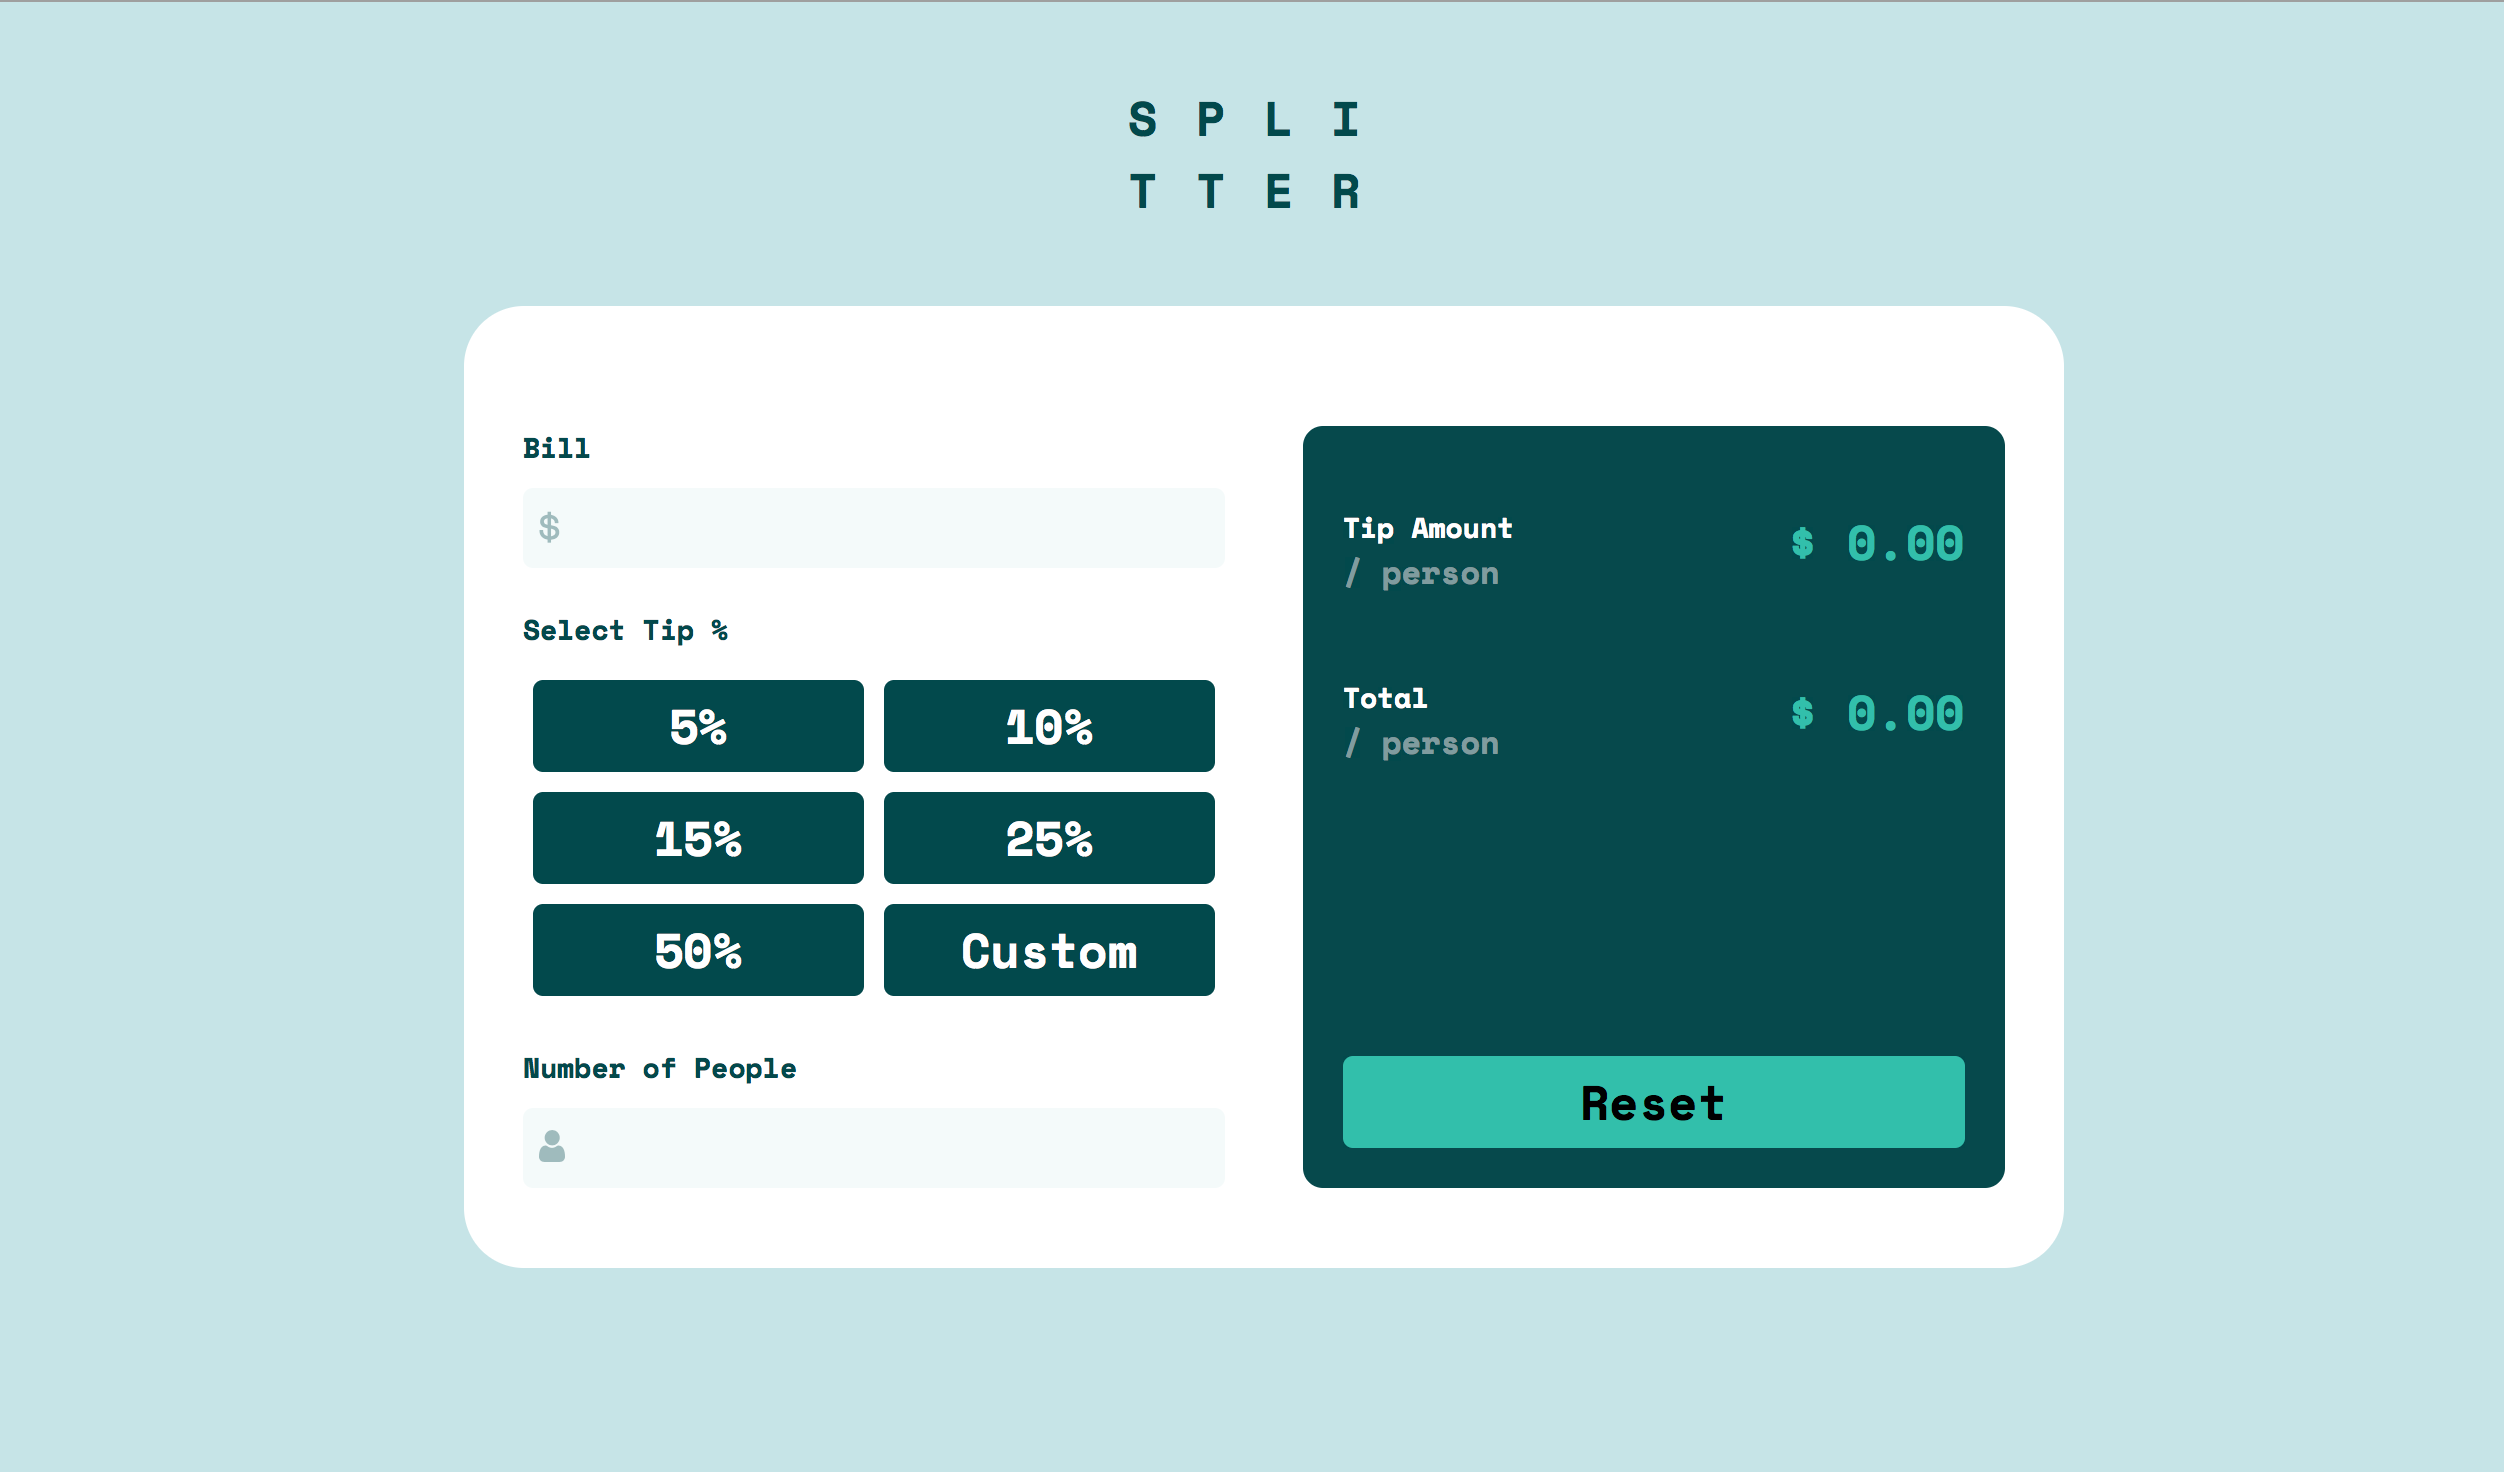 S P L I
T T E R
Bill
$
Select Tip %
5%
10%
15%
25%
50%
Custom
Number of People
Tip Amount
/ person
$ 0.00
Total
/ person
$ 0.00
Reset